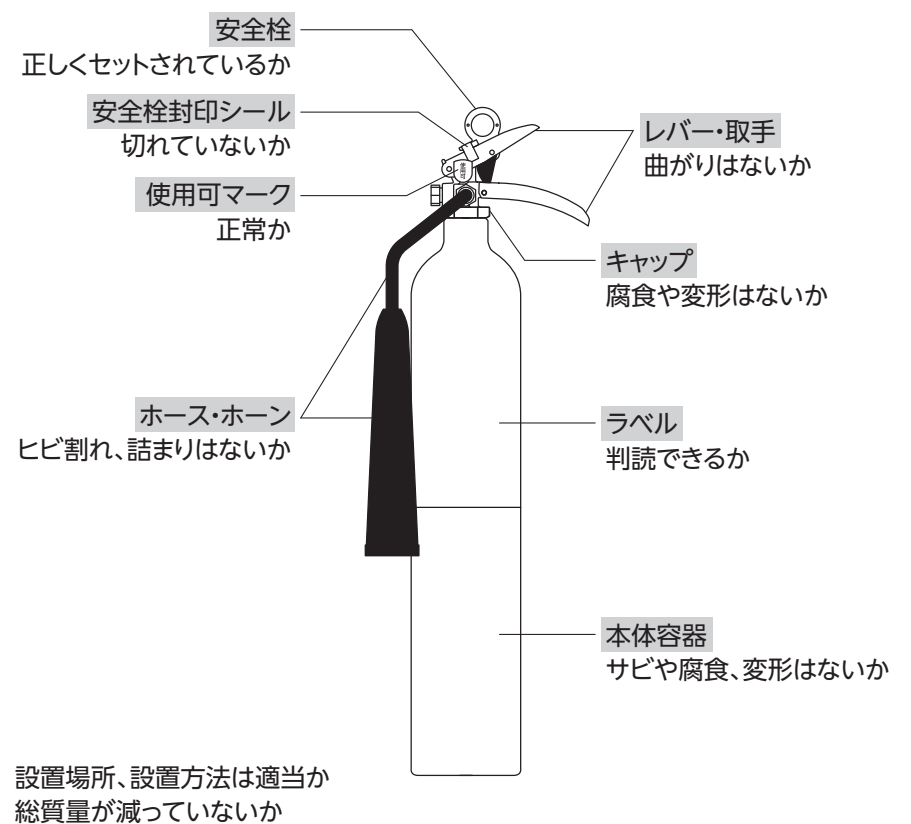 安全栓
正しくセットされているか
安全栓封印シール
切れていないか
使用可マーク
正常か
ホース・ホーン
ヒビ割れ、詰まりはないか
使用可
レバー・取手
曲がりはないか
キャップ
腐食や変形はないか
ラベル
判読できるか
本体容器
サビや腐食、変形はないか
設置場所、設置方法は適当か
総質量が減っていないか